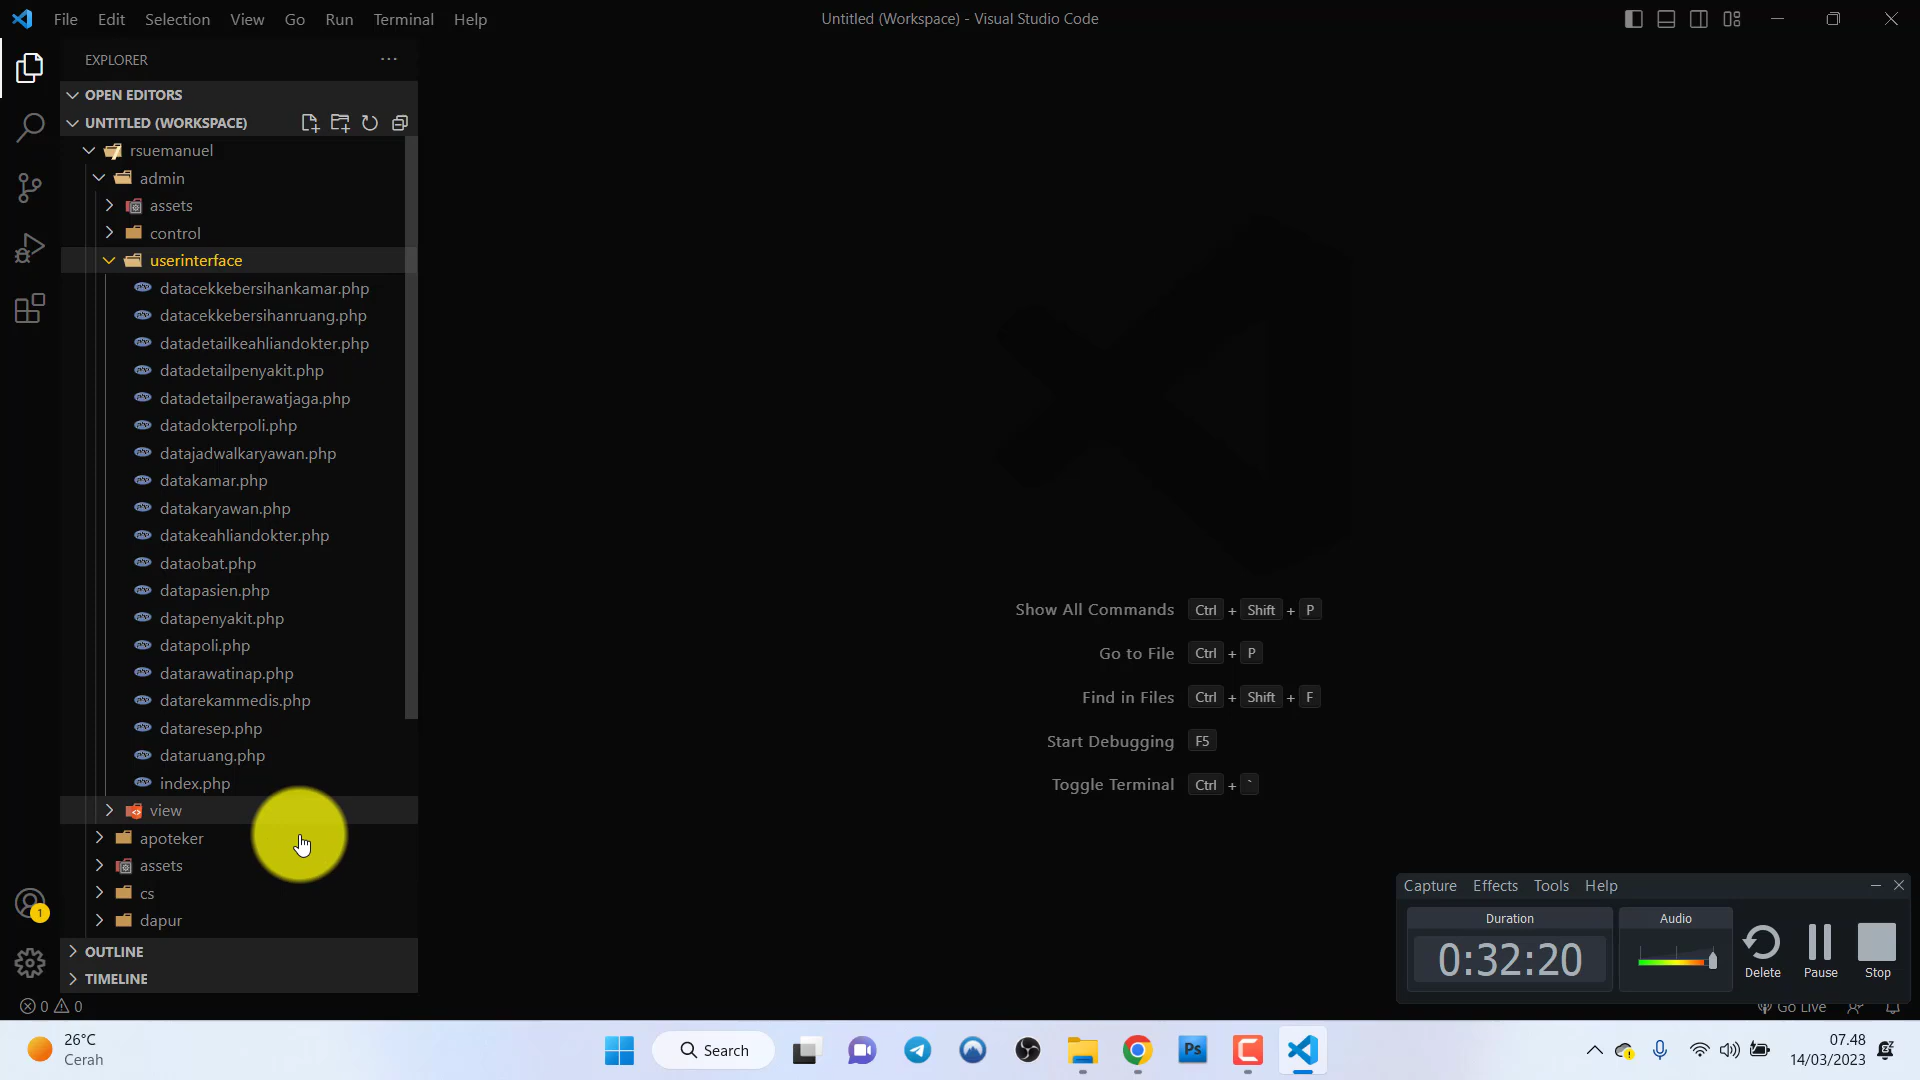 File Edit Selection View Go Run Terminal Help
Untitled (Workspace) - Visual Studio Code
EXPLORER
OPEN EDITORS
UNTITLED (WORKSPACE)
rsuemanuel
admin
assets
control
userinterface
datacekkebersihankamar.php
datacekkebersihanruang.php
datadetailkeahliandokter.php
datadetailpenyakit.php
datadetailperawatjaga.php
datadokterpoli.php
datajadwalkaryawan.php
datakamar.php
datakaryawan.php
datakeahliandokter.php
dataobat.php
datapasien.php
datapenyakit.php
datapoli.php
datarawatinap.php
datarekammedis.php
dataresep.php
dataruang.php
index.php
view
apoteker
assets
cs
dapur
OUTLINE
TIMELINE
0 0
1
Show All Commands Ctrl + Shift + P
Go to File Ctrl + P
Find in Files Ctrl + Shift + F
Start Debugging F5
Toggle Terminal Ctrl + `
Capture Effects Tools Help
Duration
0:32:20
Audio
Delete
Pause
Stop
Go Live
26°C
Cerah
Search
Ps
07.48
14/03/2023